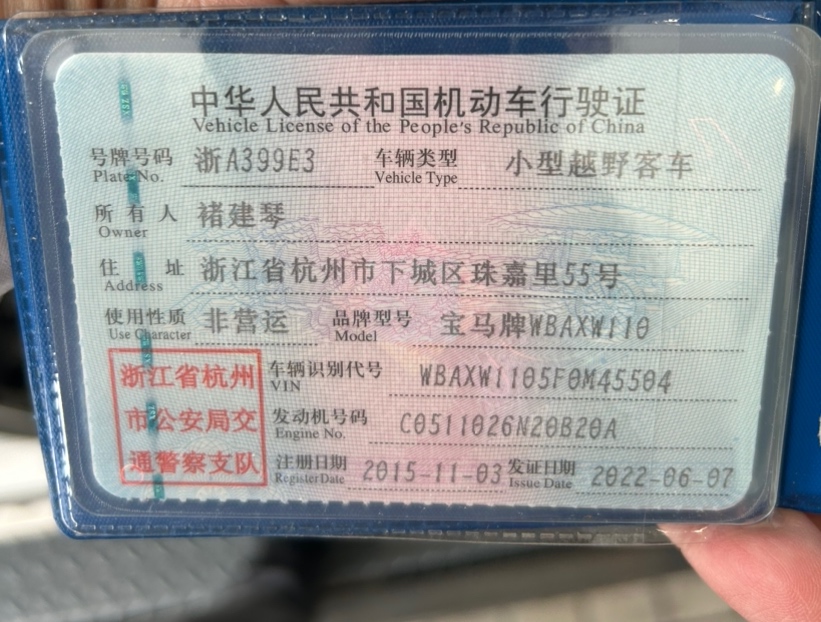 中华人民共和国机动车行驶证
Vehicle License of the People's Republic of China
号牌号码 浙A399E3 车辆类型 小型越野客车
Plate No. Vehicle Type
所有人 褚建琴
Owner
住址 浙江省杭州市下城区珠嘉里55号
Address
使用性质 非营运 品牌型号 宝马牌WBAXW110
Use Character Model
浙江省杭州
市公安局交
通警察支队
车辆识别代号 WBAXW1105F0M45504
VIN
发动机号码 C0511026N20B20A
Engine No.
注册日期 2015-11-03 发证日期 2022-06-07
Register Date Issue Date